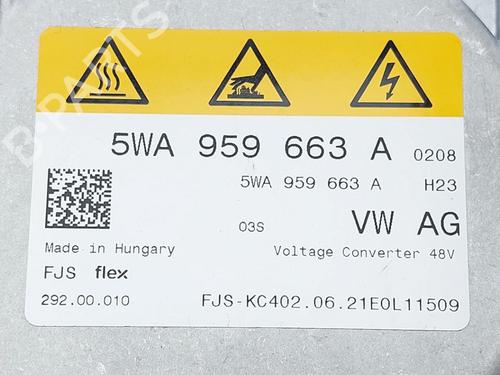 5WA 959 663 A 0208
5WA 959 663 A H23
03S VW AG
Made in Hungary Voltage Converter 48V
FJS flex
292.00.010 FJS-KC402.06.21E0L11509
B-PARTS